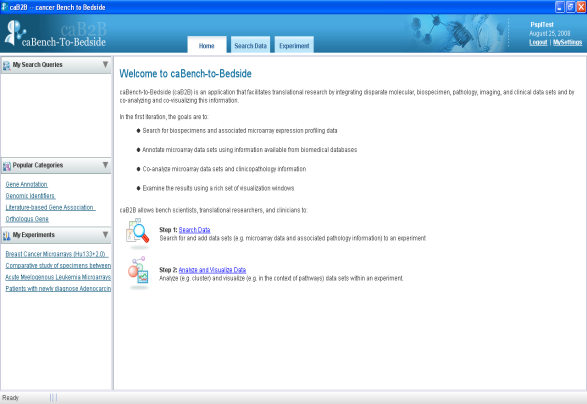 caB2B -- cancer Bench to Bedside
caB2B
caBench-To-Bedside
Home
Search Data
Experiment
PsplTest
August 25, 2008
Logout | MySettings
My Search Queries
Popular Categories
Gene Annotation
Genomic Identifiers
Literature-based Gene Association
Orthologus Gene
My Experiments
Breast Cancer Microarrays (Hu133+2.0)
Comparative study of specimens between
Acute Mielogenous Leukemia Microarrays
Patients with newly diagnose Adenocarcin
Welcome to caBench-to-Bedside
caBench-to-Bedside (caB2B) is an application that facilitates translational research by integrating disparate molecular, biospecimen, pathology, imaging, and clinical data sets and by
co-analyzing and co-visualizing this information.
In the first iteration, the goals are to:
Search for biospecimens and associated microarray expression profiling data
Annotate microarray data sets using information available from biomedical databases
Co-analyze microarray data sets and clinicopathology information
Examine the results using a rich set of visualization windows
caB2B allows bench scientists, translational researchers, and clinicians to:
Step 1: Search Data
Search for and add data sets (e.g. microarray data and associated pathology information) to an experiment
Step 2: Analyze and Visualize Data
Analyze (e.g. cluster) and visualize (e.g. in the context of pathways) data sets within an experiment.
Ready